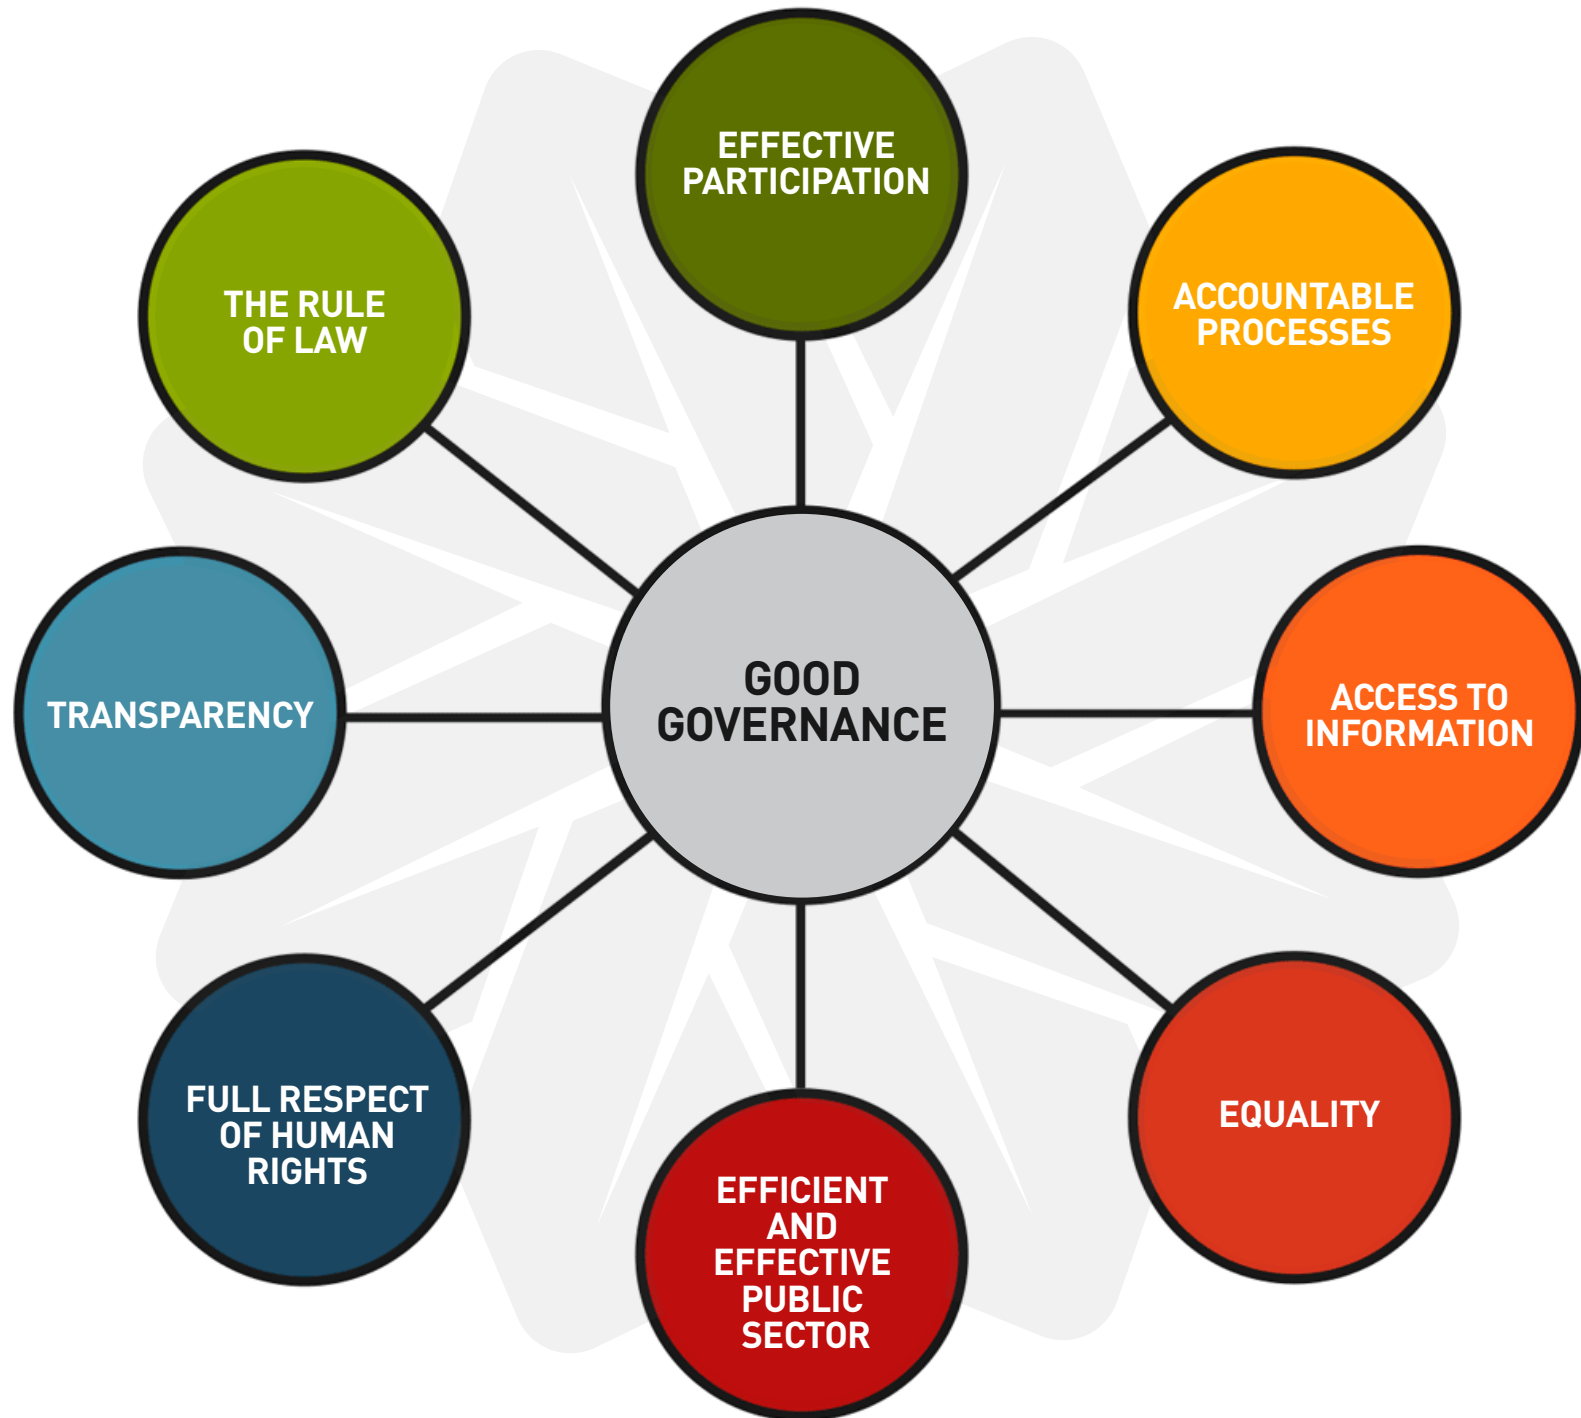 EFFECTIVE
PARTICIPATION
THE RULE
OF LAW
ACCOUNTABLE
PROCESSES
TRANSPARENCY
GOOD
GOVERNANCE
ACCESS TO
INFORMATION
FULL RESPECT
OF HUMAN
RIGHTS
EQUALITY
EFFICIENT
AND
EFFECTIVE
PUBLIC
SECTOR